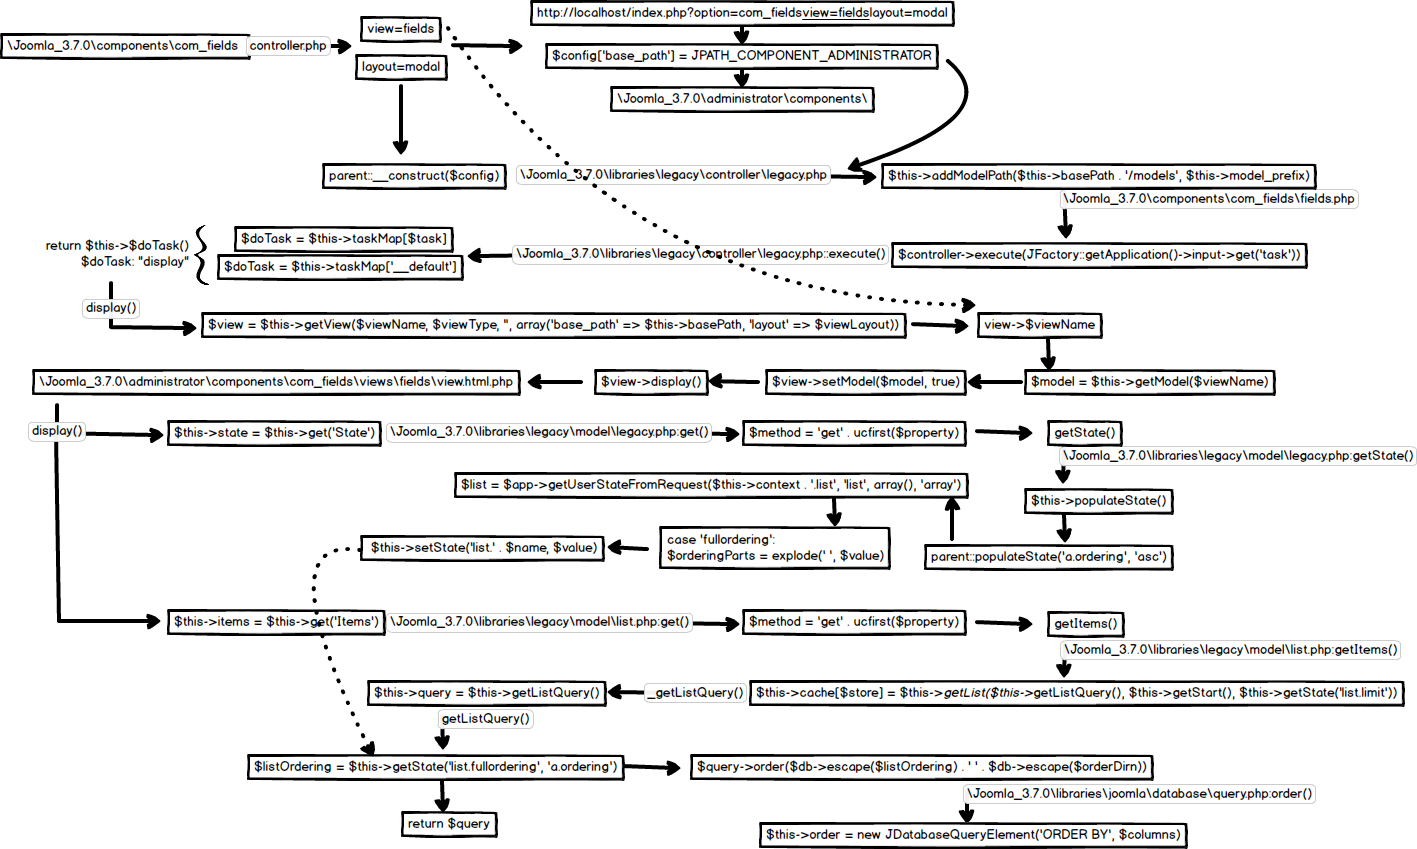 http://localhost/index.php?option=com_fieldsview=fieldslayout=modal
view=fields
\Joomla_3.7.0\components\com_fields
controller.php
$config['base_path'] = JPATH_COMPONENT_ADMINISTRATOR
layout=modal
\Joomla_3.7.0\administrator\components\
parent::__construct($config)
\Joomla_3.7.0\libraries\legacy\controller\legacy.php
$this->addModelPath($this->basePath . '/models', $this->model_prefix)
\Joomla_3.7.0\components\com_fields\fields.php
return $this->$doTask()
$doTask: "display"
$doTask = $this->taskMap[$task]
$doTask = $this->taskMap['__default']
\Joomla_3.7.0\libraries\legacy\controller\legacy.php::execute()
$controller->execute(JFactory::getApplication()->input->get('task'))
display()
$view = $this->getView($viewName, $viewType, '', array('base_path' => $this->basePath, 'layout' => $viewLayout))
view->$viewName
\Joomla_3.7.0\administrator\components\com_fields\views\fields\view.html.php
$view->display()
$view->setModel($model, true)
$model = $this->getModel($viewName)
display()
$this->state = $this->get('State')
\Joomla_3.7.0\libraries\legacy\model\legacy.php:get()
$method = 'get' . ucfirst($property)
getState()
\Joomla_3.7.0\libraries\legacy\model\legacy.php:getState()
$list = $app->getUserStateFromRequest($this->context . '.list', 'list', array(), 'array')
$this->populateState()
$this->setState('list.' . $name, $value)
case 'fullordering':
$orderingParts = explode(' ', $value)
parent::populateState('a.ordering', 'asc')
$this->items = $this->get('Items')
\Joomla_3.7.0\libraries\legacy\model\list.php:get()
$method = 'get' . ucfirst($property)
getItems()
\Joomla_3.7.0\libraries\legacy\model\list.php:getItems()
$this->query = $this->getListQuery()
_getListQuery()
$this->cache[$store] = $this->getList($this->getListQuery(), $this->getStart(), $this->getState('list.limit'))
getListQuery()
$listOrdering = $this->getState('list.fullordering', 'a.ordering')
$query->order($db->escape($listOrdering) . ' ' . $db->escape($orderDirn))
\Joomla_3.7.0\libraries\joomla\database\query.php:order()
return $query
$this->order = new JDatabaseQueryElement('ORDER BY', $columns)